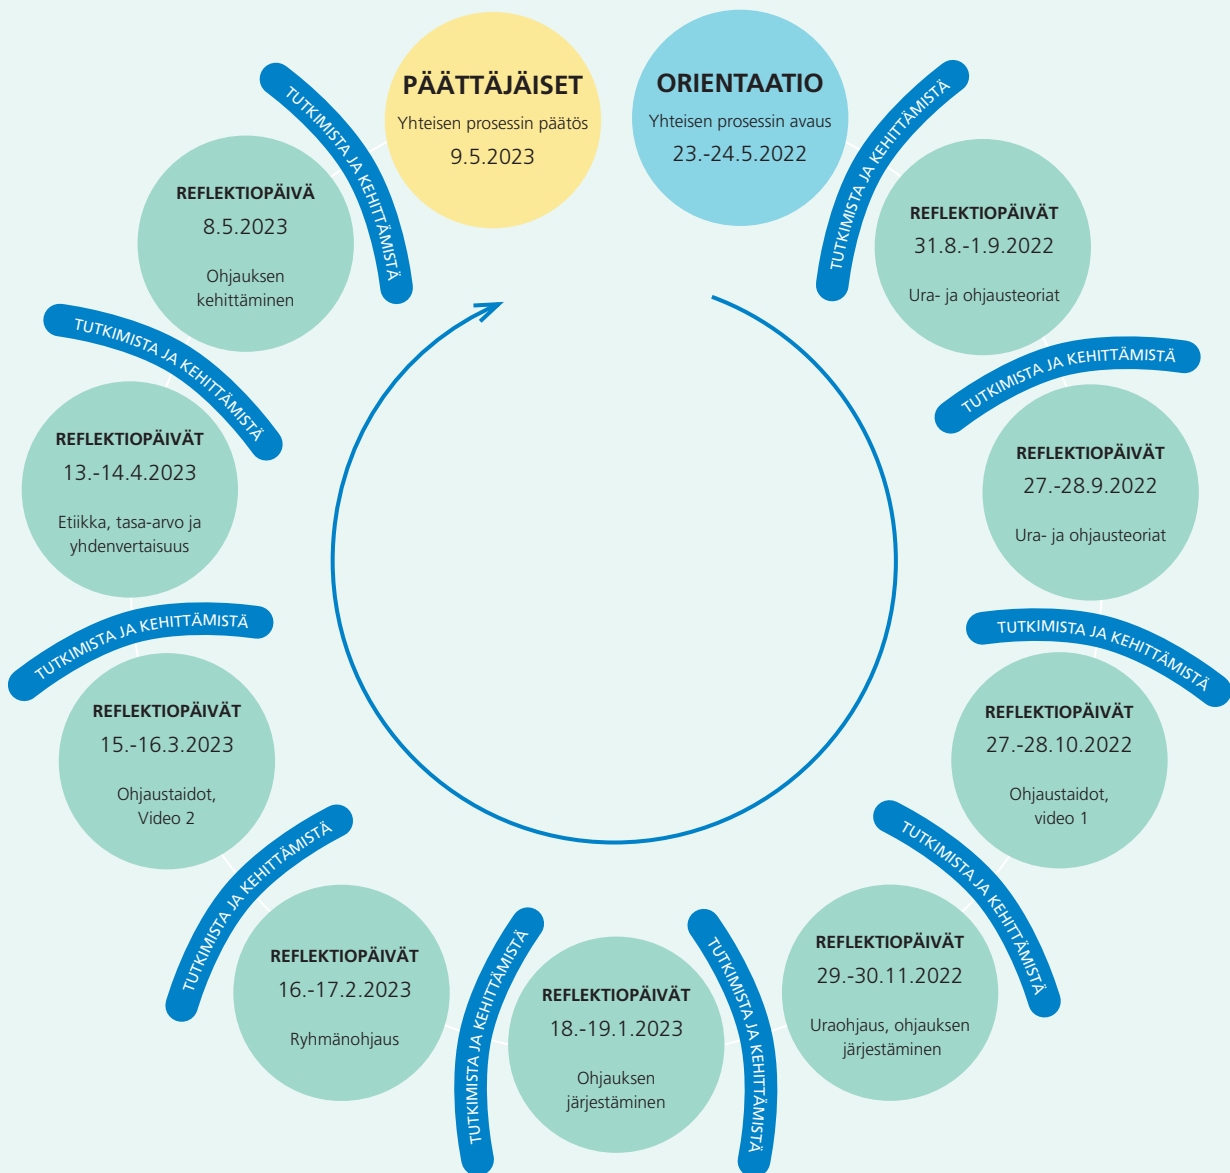 ORIENTAATIO
Yhteisen prosessin avaus
23.-24.5.2022
TUTKIMISTA JA KEHITTÄMISTÄ
REFLEKTIOPÄIVÄT
31.8.-1.9.2022
Ura- ja ohjausteoriat
TUTKIMISTA JA KEHITTÄMISTÄ
REFLEKTIOPÄIVÄT
27.-28.9.2022
Ura- ja ohjausteoriat
TUTKIMISTA JA KEHITTÄMISTÄ
REFLEKTIOPÄIVÄT
27.-28.10.2022
Ohjaustaidot,
video 1
TUTKIMISTA JA KEHITTÄMISTÄ
REFLEKTIOPÄIVÄT
29.-30.11.2022
Uraohjaus, ohjauksen
järjestäminen
TUTKIMISTA JA KEHITTÄMISTÄ
REFLEKTIOPÄIVÄT
18.-19.1.2023
Ohjauksen
järjestäminen
TUTKIMISTA JA KEHITTÄMISTÄ
REFLEKTIOPÄIVÄT
16.-17.2.2023
Ryhmänohjaus
TUTKIMISTA JA KEHITTÄMISTÄ
REFLEKTIOPÄIVÄT
15.-16.3.2023
Ohjaustaidot,
Video 2
TUTKIMISTA JA KEHITTÄMISTÄ
REFLEKTIOPÄIVÄT
13.-14.4.2023
Etiikka, tasa-arvo ja
yhdenvertaisuus
TUTKIMISTA JA KEHITTÄMISTÄ
REFLEKTIOPÄIVÄ
8.5.2023
Ohjauksen
kehittäminen
TUTKIMISTA JA KEHITTÄMISTÄ
PÄÄTTÄJÄISET
Yhteisen prosessin päätös
9.5.2023